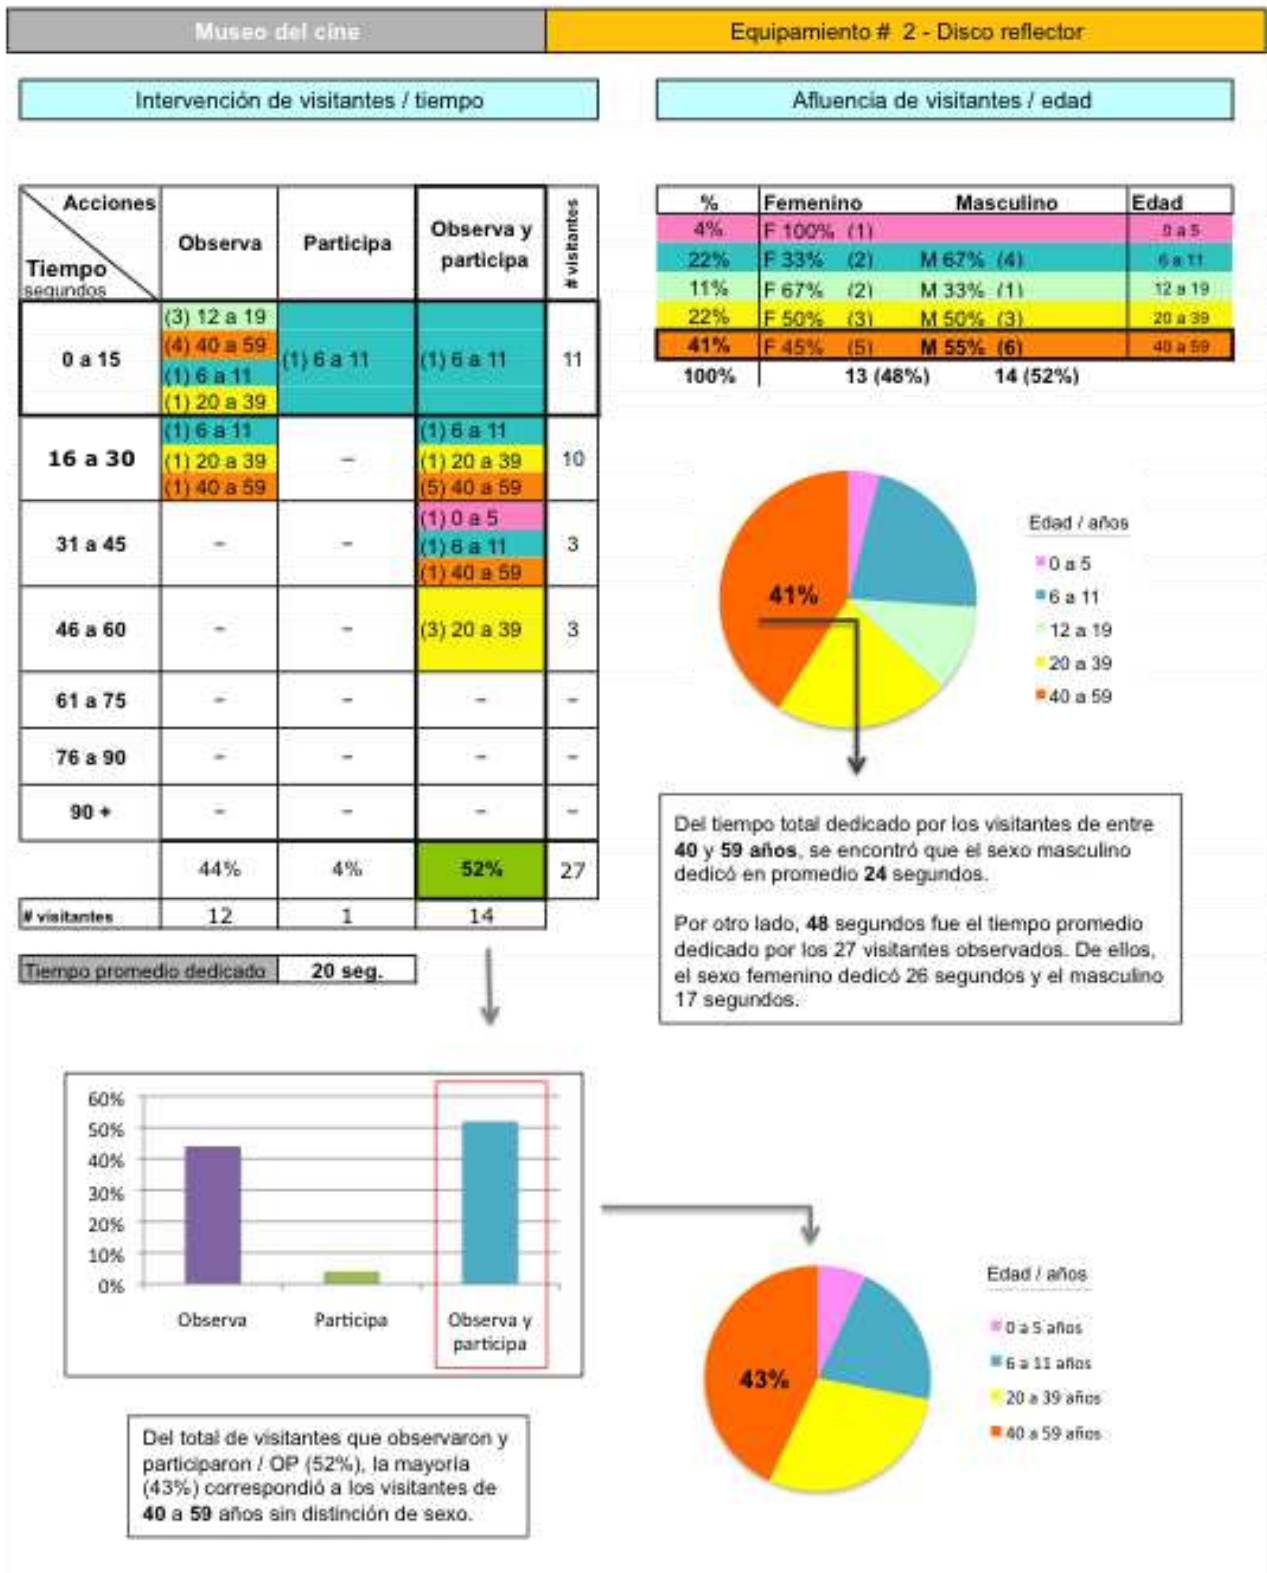 Museo del cine
Equipamiento # 2 - Disco reflector
Intervención de visitantes / tiempo
Afluencia de visitantes / edad
Acciones
Tiempo
segundos
Observa
Participa
Observa y
participa
# visitantes
0 a 15
(3) 12 a 19
(4) 40 a 59
(1) 6 a 11
(1) 20 a 39
(1) 6 a 11
(1) 6 a 11
11
16 a 30
(1) 6 a 11
(1) 20 a 39
(1) 40 a 59
–
(1) 6 a 11
(1) 20 a 39
(5) 40 a 59
10
31 a 45
–
–
(1) 0 a 5
(1) 6 a 11
(1) 40 a 59
3
46 a 60
–
–
(3) 20 a 39
3
61 a 75 – – – –
76 a 90 – – – –
90 + – – – –
44% 4% 52% 27
# visitantes 12 1 14
Tiempo promedio dedicado 20 seg.
% Femenino Masculino Edad
4% F 100% (1) 0 a 5
22% F 33% (2) M 67% (4) 6 a 11
11% F 67% (2) M 33% (1) 12 a 19
22% F 50% (3) M 50% (3) 20 a 39
41% F 45% (5) M 55% (6) 40 a 59
100% 13 (48%) 14 (52%)
41%
Edad / años
0 a 5
6 a 11
12 a 19
20 a 39
40 a 59
Del tiempo total dedicado por los visitantes de entre
40 y 59 años, se encontró que el sexo masculino
dedicó en promedio 24 segundos.
Por otro lado, 48 segundos fue el tiempo promedio
dedicado por los 27 visitantes observados. De ellos,
el sexo femenino dedicó 26 segundos y el masculino
17 segundos.
60%
50%
40%
30%
20%
10%
0%
Observa
Participa
Observa y
participa
Del total de visitantes que observaron y
participaron / OP (52%), la mayoría
(43%) correspondió a los visitantes de
40 a 59 años sin distinción de sexo.
43%
Edad / años
0 a 5 años
6 a 11 años
20 a 39 años
40 a 59 años